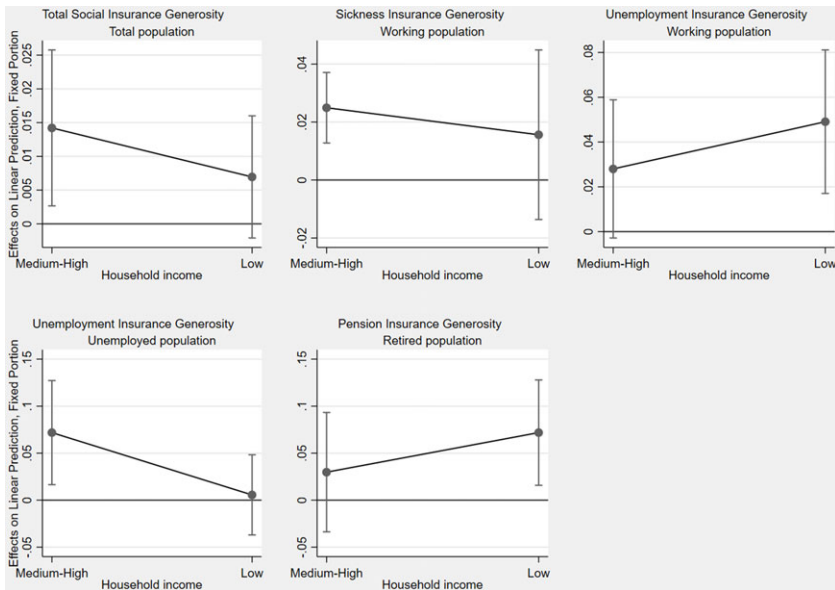 Total Social Insurance Generosity
Total population
Effects on Linear Prediction, Fixed Portion
.025
.02
.015
.01
.005
0
Medium-High
Low
Household income
Sickness Insurance Generosity
Working population
.04
.02
0
-.02
Medium-High
Low
Household income
Unemployment Insurance Generosity
Working population
.08
.06
.04
.02
0
Medium-High
Low
Household income
Unemployment Insurance Generosity
Unemployed population
Effects on Linear Prediction, Fixed Portion
.15
.1
.05
0
-.05
Medium-High
Low
Household income
Pension Insurance Generosity
Retired population
.15
.1
.05
0
-.05
Medium-High
Low
Household income